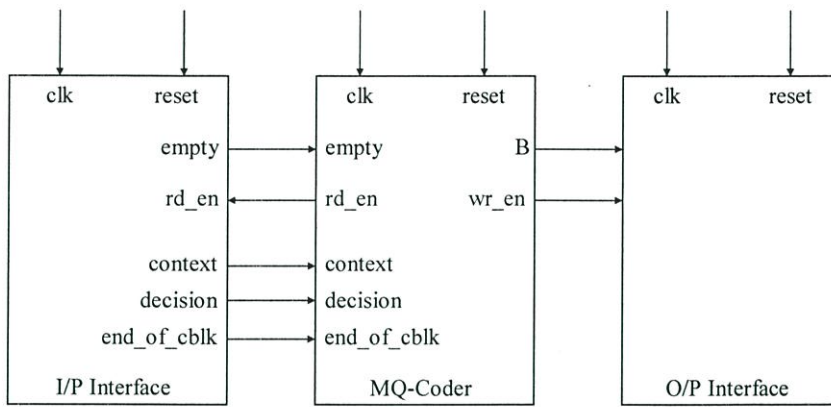 clk reset clk reset clk reset
empty empty B
rd_en rd_en wr_en
context context
decision decision
end_of_cblk end_of_cblk
I/P Interface MQ-Coder O/P Interface